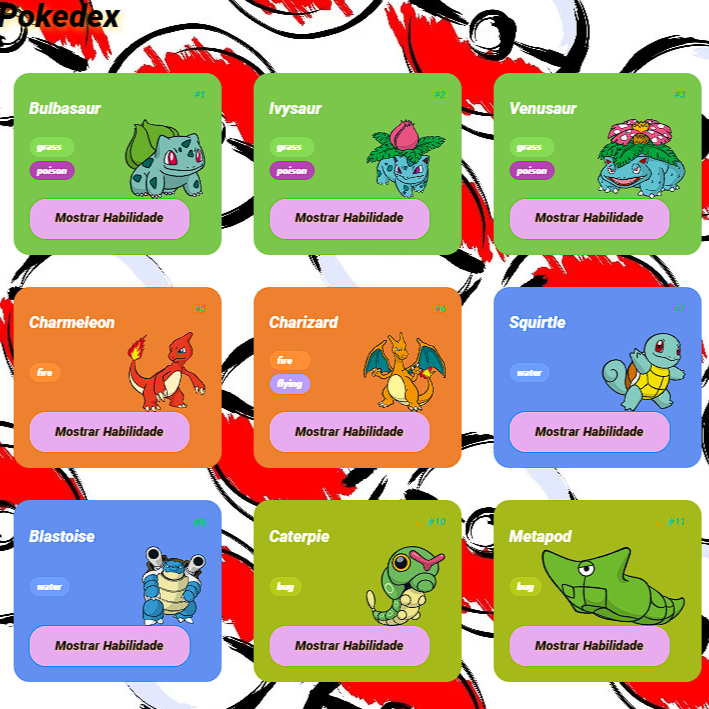 Pokedex
#1
Bulbasaur
grass
poison
Mostrar Habilidade
#2
Ivysaur
grass
poison
Mostrar Habilidade
#3
Venusaur
grass
poison
Mostrar Habilidade
#5
Charmeleon
fire
Mostrar Habilidade
#6
Charizard
fire
flying
Mostrar Habilidade
#7
Squirtle
water
Mostrar Habilidade
#9
Blastoise
water
Mostrar Habilidade
#10
Caterpie
bug
Mostrar Habilidade
#11
Metapod
bug
Mostrar Habilidade